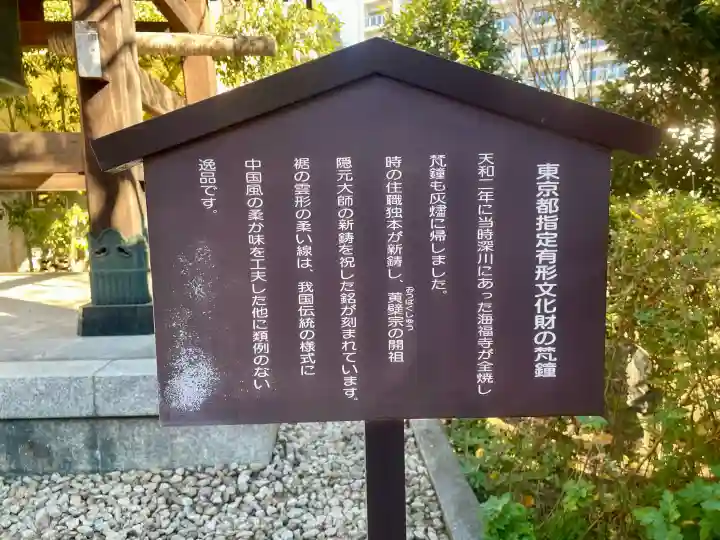 東京都指定有形文化財の梵鐘
天和二年に当時深川にあった海福寺が全焼し
梵鐘も灰燼に帰しました。
時の住職独本が新鋳し、黄檗宗の開祖
おうばくしゅう
隠元大師の新鋳を祝した銘が刻まれています。
裾の雲形の柔い線は、我国伝統の様式に
中国風の柔か味を工夫した他に類例のない
逸品です。